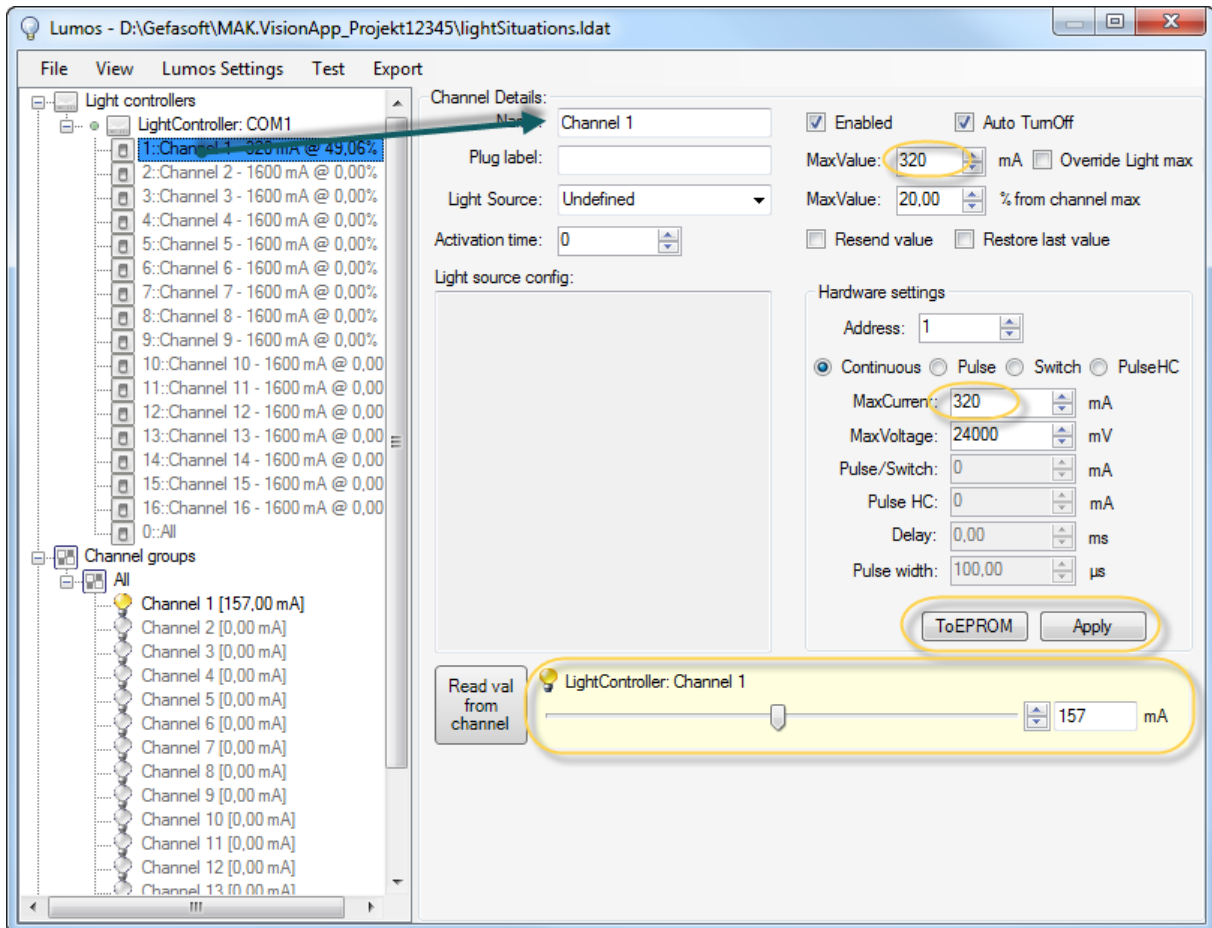 Lumos - D:\Gefasoft\MAK.VisionApp_Projekt12345\lightSituations.ldat
File View Lumos Settings Test Export
Light controllers
LightController: COM1
1::Channel 1 - 320 mA @ 49,06%
2::Channel 2 - 1600 mA @ 0,00%
3::Channel 3 - 1600 mA @ 0,00%
4::Channel 4 - 1600 mA @ 0,00%
5::Channel 5 - 1600 mA @ 0,00%
6::Channel 6 - 1600 mA @ 0,00%
7::Channel 7 - 1600 mA @ 0,00%
8::Channel 8 - 1600 mA @ 0,00%
9::Channel 9 - 1600 mA @ 0,00%
10::Channel 10 - 1600 mA @ 0,00
11::Channel 11 - 1600 mA @ 0,00
12::Channel 12 - 1600 mA @ 0,00
13::Channel 13 - 1600 mA @ 0,00
14::Channel 14 - 1600 mA @ 0,00
15::Channel 15 - 1600 mA @ 0,00
16::Channel 16 - 1600 mA @ 0,00
0::All
Channel groups
All
Channel 1 [157,00 mA]
Channel 2 [0,00 mA]
Channel 3 [0,00 mA]
Channel 4 [0,00 mA]
Channel 5 [0,00 mA]
Channel 6 [0,00 mA]
Channel 7 [0,00 mA]
Channel 8 [0,00 mA]
Channel 9 [0,00 mA]
Channel 10 [0,00 mA]
Channel 11 [0,00 mA]
Channel 12 [0,00 mA]
Channel 13 [0,00 mA]
Channel Details:
Name: Channel 1
Plug label:
Light Source: Undefined
Activation time: 0
Light source config:
Enabled Auto TurnOff
MaxValue: 320 mA Override Light max
MaxValue: 20,00 % from channel max
Resend value Restore last value
Hardware settings
Address: 1
Continuous Pulse Switch PulseHC
MaxCurrent: 320 mA
MaxVoltage: 24000 mV
Pulse/Switch: 0 mA
Pulse HC: 0 mA
Delay: 0,00 ms
Pulse width: 100,00 µs
ToEPROM Apply
Read val
from
channel
LightController: Channel 1
157 mA